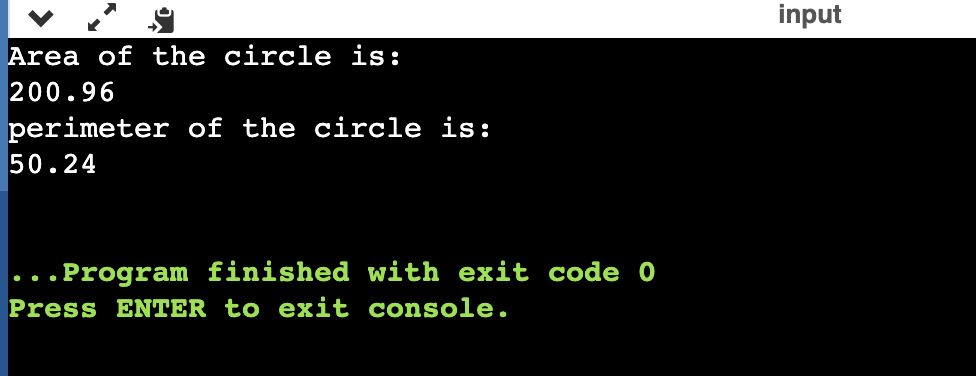 input
Area of the circle is:
200.96
perimeter of the circle is:
50.24
...Program finished with exit code 0
Press ENTER to exit console.